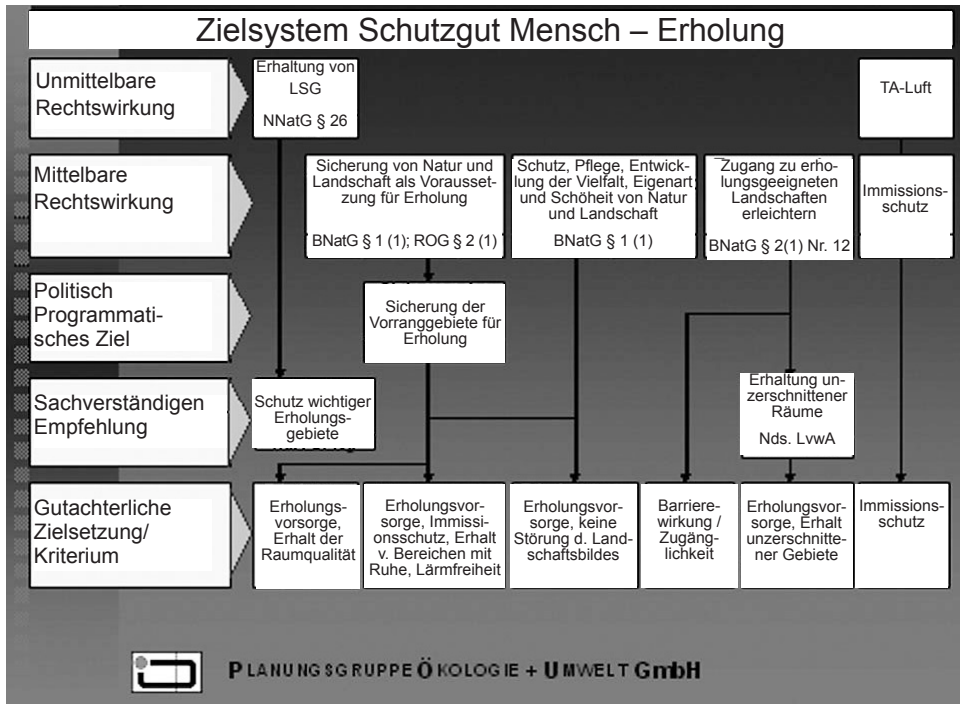 Zielsystem Schutzgut Mensch – Erholung
Unmittelbare
Rechtswirkung
Erhaltung von
LSG
NNatG § 26
TA-Luft
Mittelbare
Rechtswirkung
Sicherung von Natur und
Landschaft als Vorausset-
zung für Erholung
BNatG § 1 (1); ROG § 2 (1)
Schutz, Pflege, Entwick-
lung der Vielfalt, Eigenart
und Schöheit von Natur
und Landschaft
BNatG § 1 (1)
Zugang zu erho-
lungsgeeigneten
Landschaften
erleichtern
BNatG § 2(1) Nr. 12
Immissions-
schutz
Politisch
Programmati-
sches Ziel
Sicherung der
Vorranggebiete für
Erholung
Sachverständigen
Empfehlung
Schutz wichtiger
Erholungs-
gebiete
Erhaltung un-
zerschnittener
Räume
Nds. LvwA
Gutachterliche
Zielsetzung/
Kriterium
Erholungs-
vorsorge,
Erhalt der
Raumqualität
Erholungsvor-
sorge, Immissi-
onsschutz, Erhalt
v. Bereichen mit
Ruhe, Lärmfreiheit
Erholungsvor-
sorge, keine
Störung d. Land-
schaftsbildes
Barriere-
wirkung /
Zugäng-
lichkeit
Erholungsvor-
sorge, Erhalt
unzerschnitte-
ner Gebiete
Immissions-
schutz
PLANUNGSGRUPPE ÖKOLOGIE + UMWELT GmbH